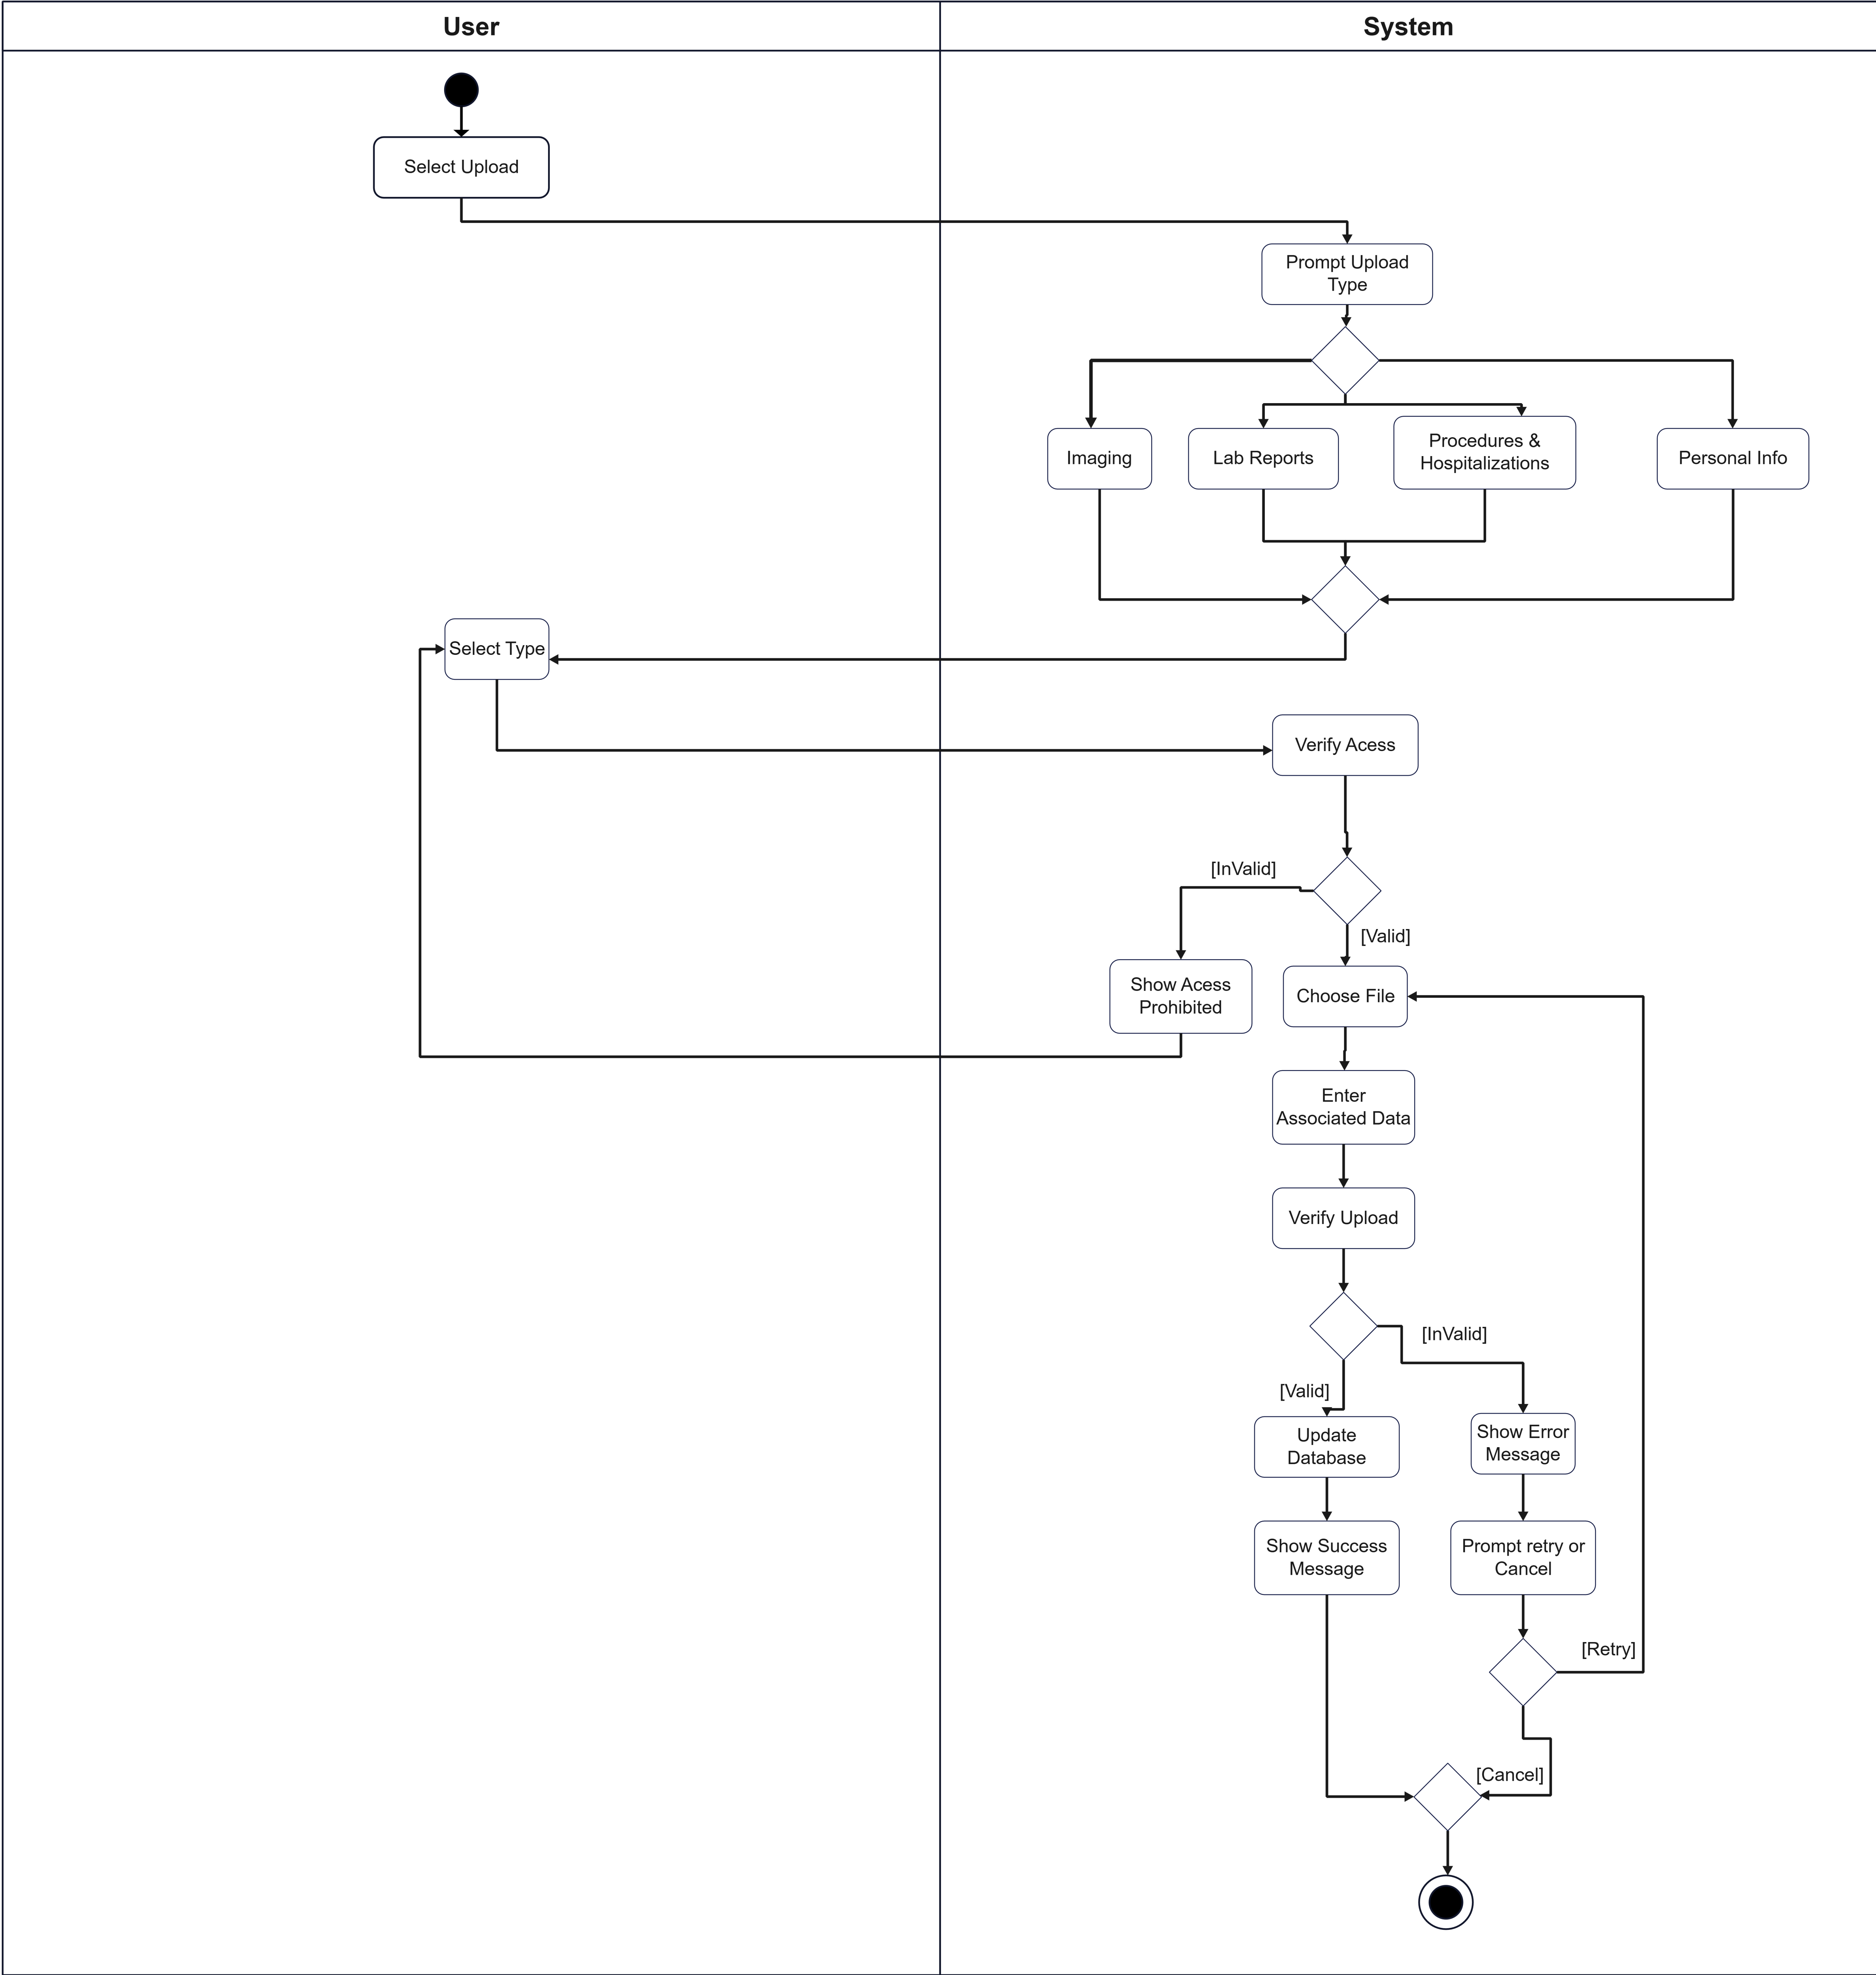 User
System
Select Upload
Prompt Upload
Type
Imaging
Lab Reports
Procedures &
Hospitalizations
Personal Info
Select Type
Verify Acess
[InValid]
[Valid]
Show Acess
Prohibited
Choose File
Enter
Associated Data
Verify Upload
[InValid]
[Valid]
Update
Database
Show Error
Message
Show Success
Message
Prompt retry or
Cancel
[Retry]
[Cancel]